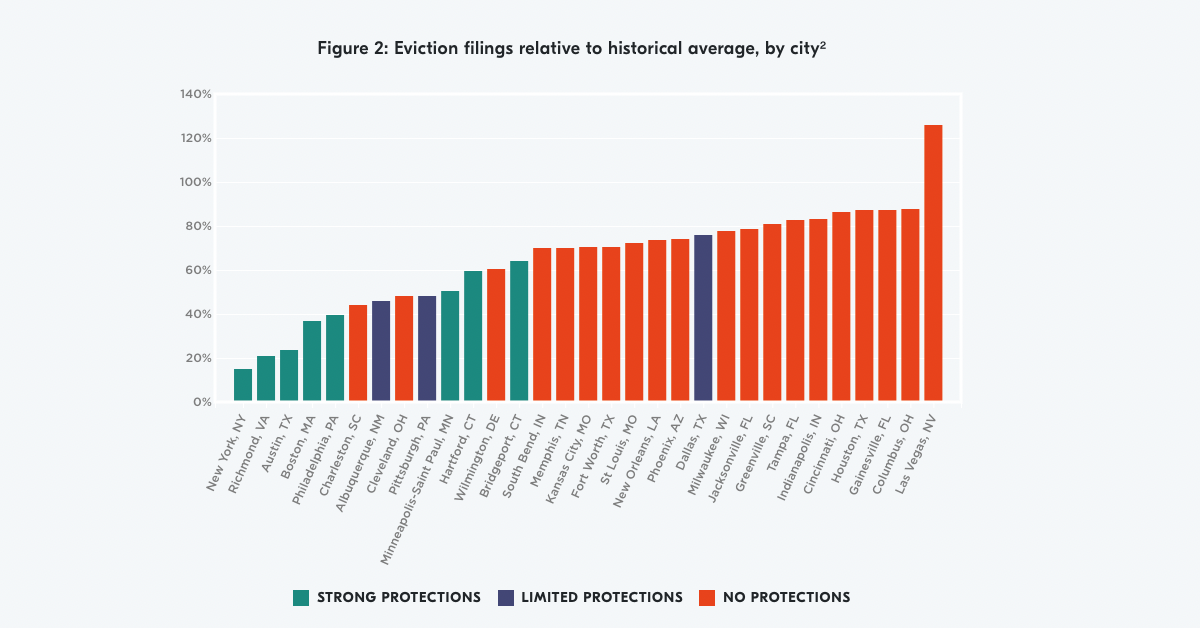 Figure 2: Eviction filings relative to historical average, by city²
140%
120%
100%
80%
60%
40%
20%
0%
New York, NY
Richmond, VA
Austin, TX
Boston, MA
Philadelphia, PA
Charleston, SC
Albuquerque, NM
Cleveland, OH
Pittsburgh, PA
Minneapolis-Saint Paul, MN
Hartford, CT
Wilmington, DE
Bridgeport, CT
South Bend, IN
Memphis, TN
Kansas City, MO
Fort Worth, TX
St Louis, MO
New Orleans, LA
Phoenix, AZ
Dallas, TX
Milwaukee, WI
Jacksonville, FL
Greenville, SC
Tampa, FL
Indianapolis, IN
Cincinnati, OH
Houston, TX
Gainesville, FL
Columbus, OH
Las Vegas, NV
STRONG PROTECTIONS
LIMITED PROTECTIONS
NO PROTECTIONS